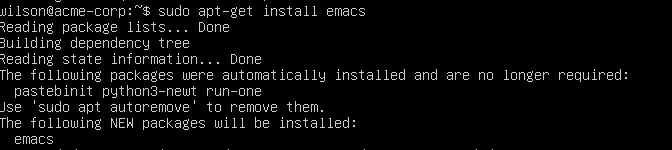 wilson@acme-corp:~$ sudo apt-get install emacs
Reading package lists... Done
Building dependency tree
Reading state information... Done
The following packages were automatically installed and are no longer required:
  pastebinit python3-newt run-one
Use 'sudo apt autoremove' to remove them.
The following NEW packages will be installed:
  emacs